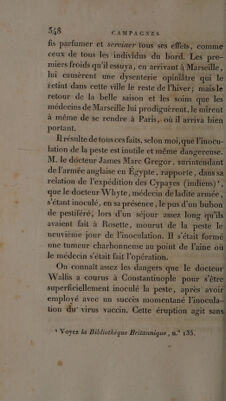 548 CAMPAGNES
fis parfumer et sereiner tous ses effets, comme
ceux de tous les individus du bord. Les pre-
miers froids qu'il essuya, en arrivant à Marseille,
lui causèrent une dysenterie opiniâtre qui le
retint dans cette ville le reste de l'hiver; mais le
retour de la belle saison et les soins que les
médecins de Marseille lui prodiguèrent, le mirent
à même de se rendre à Paris, où il arriva bien
portant.
Il résulte de tous ces faits, selon moi, que l'inocu-
lation de la peste est inutile et même dangereuse.
M. le docteur James Marc Gregor, surintendant
de l'armée anglaise en Égypte, rapporte, dans sa
relation de l'expédition des Cypayes (indiens)¹,
que le docteur Whyte, médecin de ladite armée,
s'étant inoculé, en sa présence, le pus d'un bubon
de pestiféré, lors d'un séjour assez long qu'ils
avaient fait à Rosette, mourut de la peste le
neuvième jour de l'inoculation. Il s'était formé
une tumeur charbonneuse au point de l'aine où
le médecin s'était fait l'opération.
On connaît assez les dangers que le docteur
Wallis a courus à Constantinople pour s'être
superficiellement inoculé la peste, après avoir
employé avec un succès momentané l'inocula-
tion du virus vaccin. Cette éruption agit sans
¹ Voyez la Bibliothèque Britannique, n.º 135.